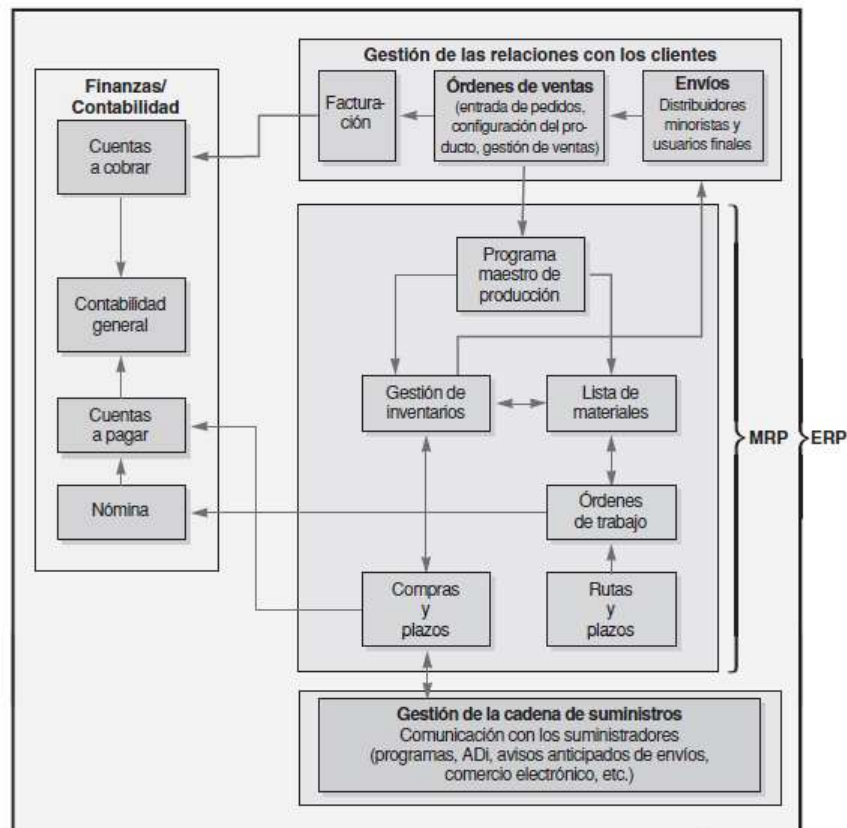 Gestión de las relaciones con los clientes
Finanzas/
Contabilidad
Factura-
ción
Órdenes de ventas
(entrada de pedidos,
configuración del pro-
ducto, gestión de ventas)
Envíos
Distribuidores
minoristas y
usuarios finales
Cuentas
a cobrar
Programa
maestro de
producción
Contabilidad
general
Gestión de
inventarios
Lista de
materiales
Cuentas
a pagar
MRP
ERP
Nómina
Órdenes
de trabajo
Compras
y
plazos
Rutas
y
plazos
Gestión de la cadena de suministros
Comunicación con los suministradores
(programas, ADi, avisos anticipados de envíos,
comercio electrónico, etc.)